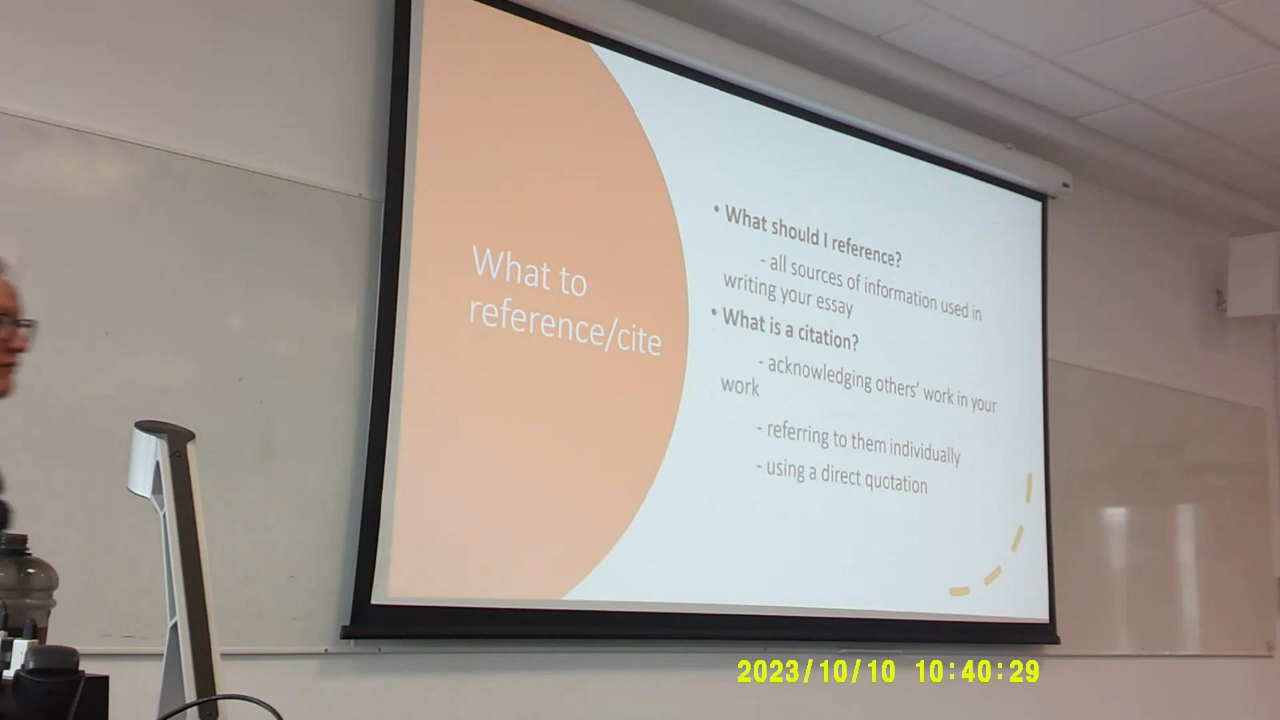 What to
reference/cite
• What should I reference?
- all sources of information used in
writing your essay
• What is a citation?
- acknowledging others’ work in your
work
- referring to them individually
- using a direct quotation
2023/10/10 10:40:29